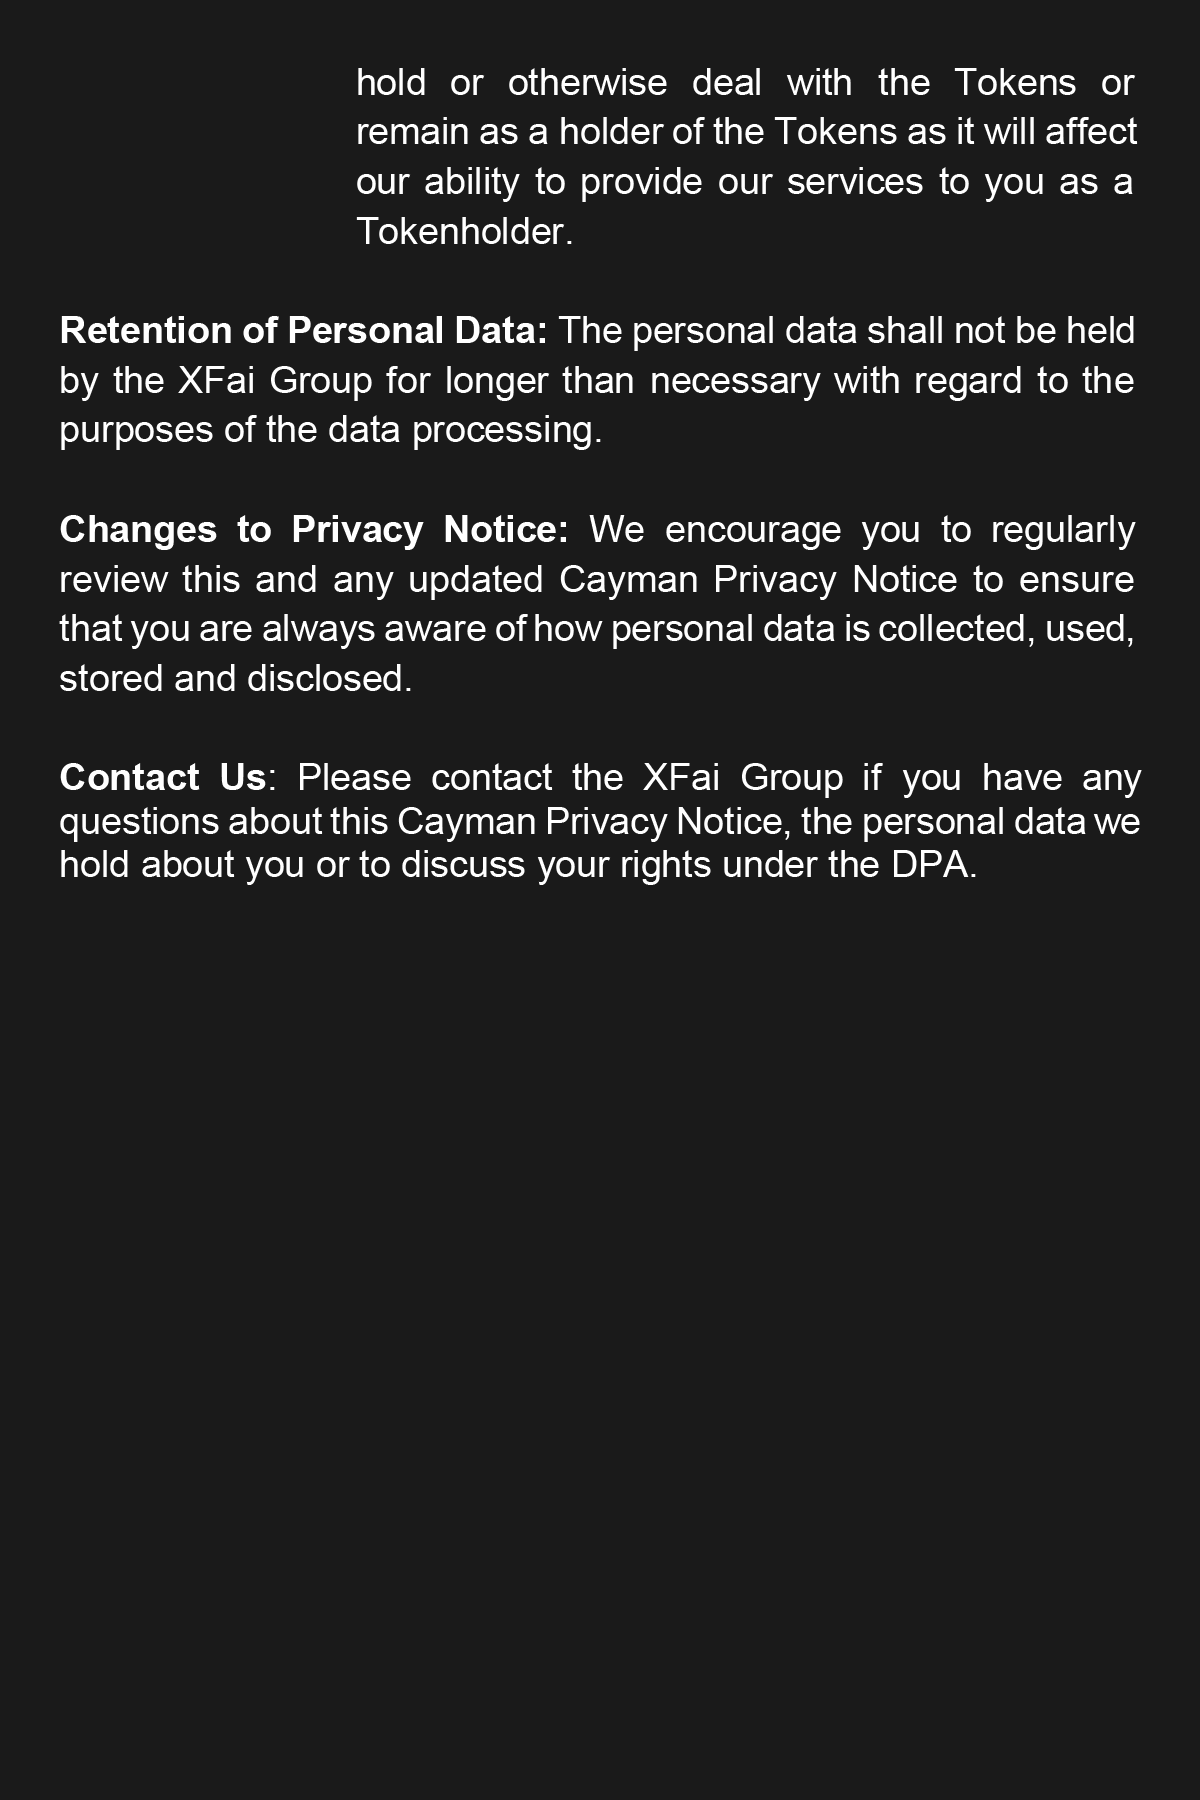 hold or otherwise deal with the Tokens or
remain as a holder of the Tokens as it will affect
our ability to provide our services to you as a
Tokenholder.
Retention of Personal Data: The personal data shall not be held
by the XFai Group for longer than necessary with regard to the
purposes of the data processing.
Changes to Privacy Notice: We encourage you to regularly
review this and any updated Cayman Privacy Notice to ensure
that you are always aware of how personal data is collected, used,
stored and disclosed.
Contact Us: Please contact the XFai Group if you have any
questions about this Cayman Privacy Notice, the personal data we
hold about you or to discuss your rights under the DPA.